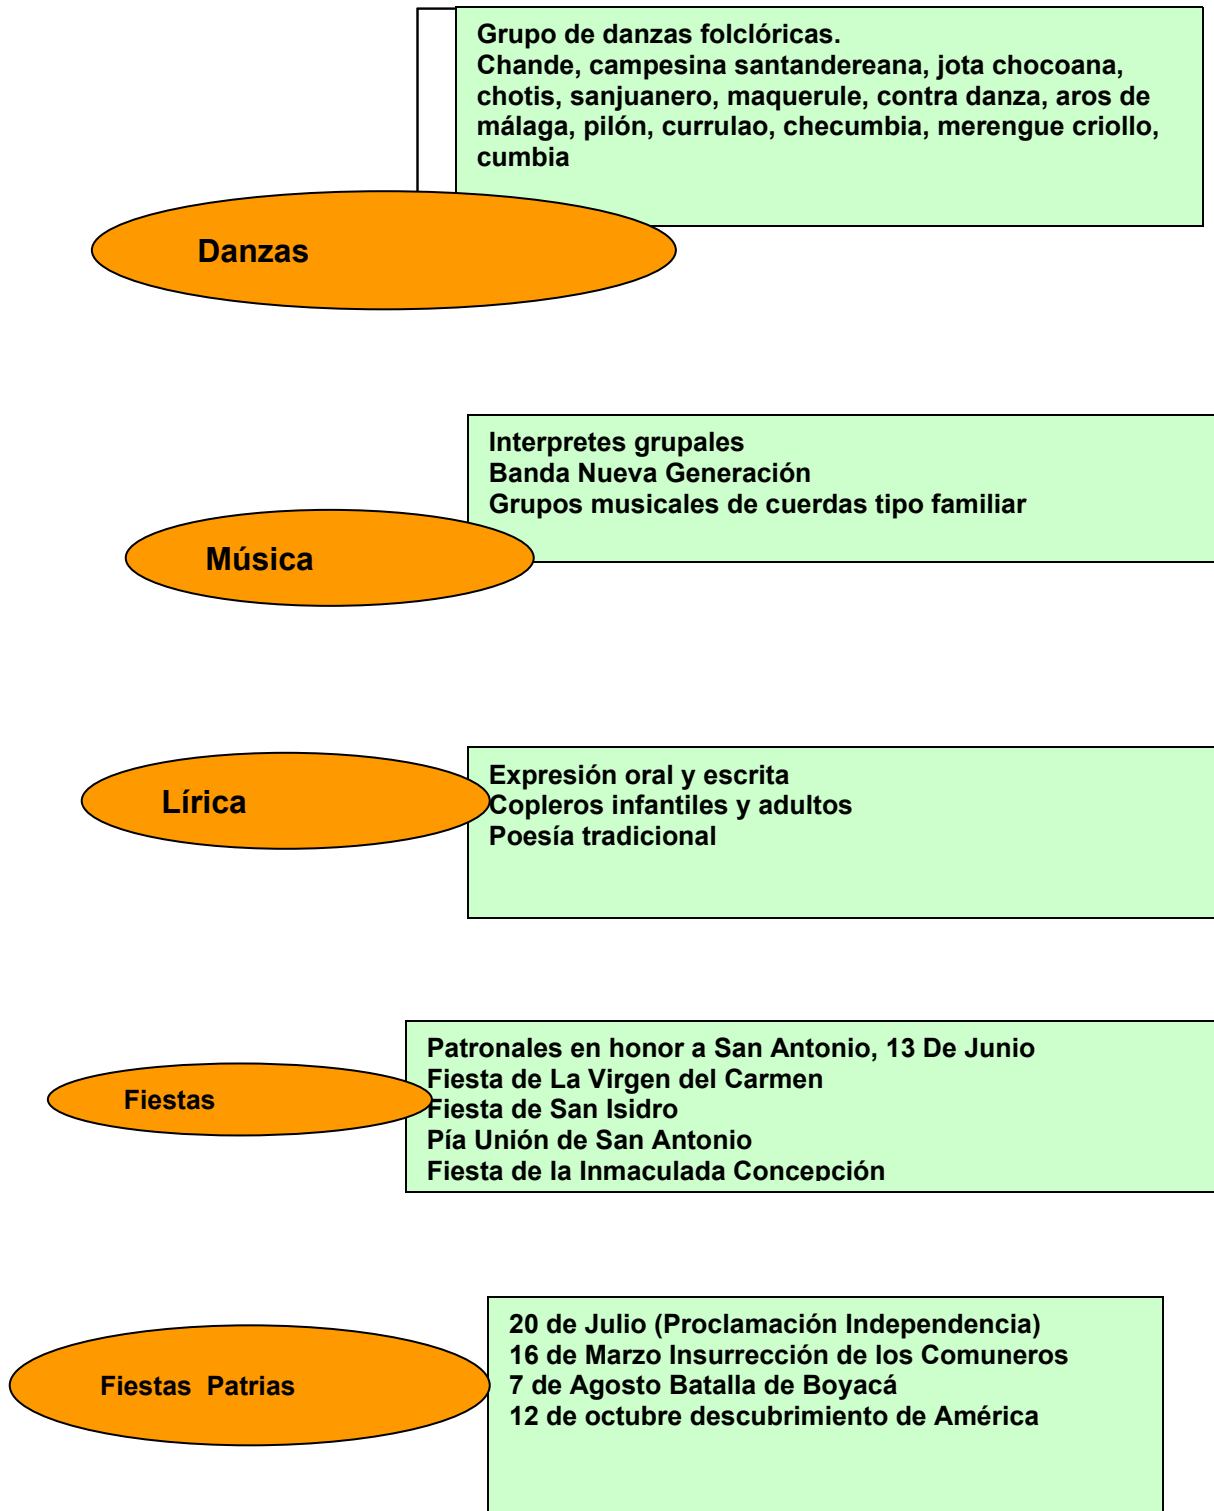 Grupo de danzas folclóricas.
Chande, campesina santandereana, jota chocoana,
chotis, sanjuanero, maquerule, contra danza, aros de
málaga, pilón, currulao, checumbia, merengue criollo,
cumbia
Danzas
Interpretes grupales
Banda Nueva Generación
Grupos musicales de cuerdas tipo familiar
Música
Expresión oral y escrita
Copleros infantiles y adultos
Poesía tradicional
Lírica
Patronales en honor a San Antonio, 13 De Junio
Fiesta de La Virgen del Carmen
Fiesta de San Isidro
Pía Unión de San Antonio
Fiesta de la Inmaculada Concepción
Fiestas
20 de Julio (Proclamación Independencia)
16 de Marzo Insurrección de los Comuneros
7 de Agosto Batalla de Boyacá
12 de octubre descubrimiento de América
Fiestas Patrias